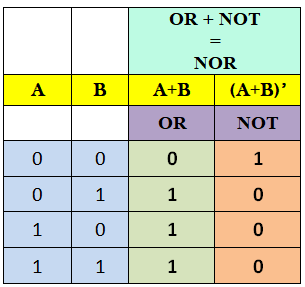 OR + NOT
=
NOR
A B A+B (A+B)’
OR NOT
0 0 0 1
0 1 1 0
1 0 1 0
1 1 1 0